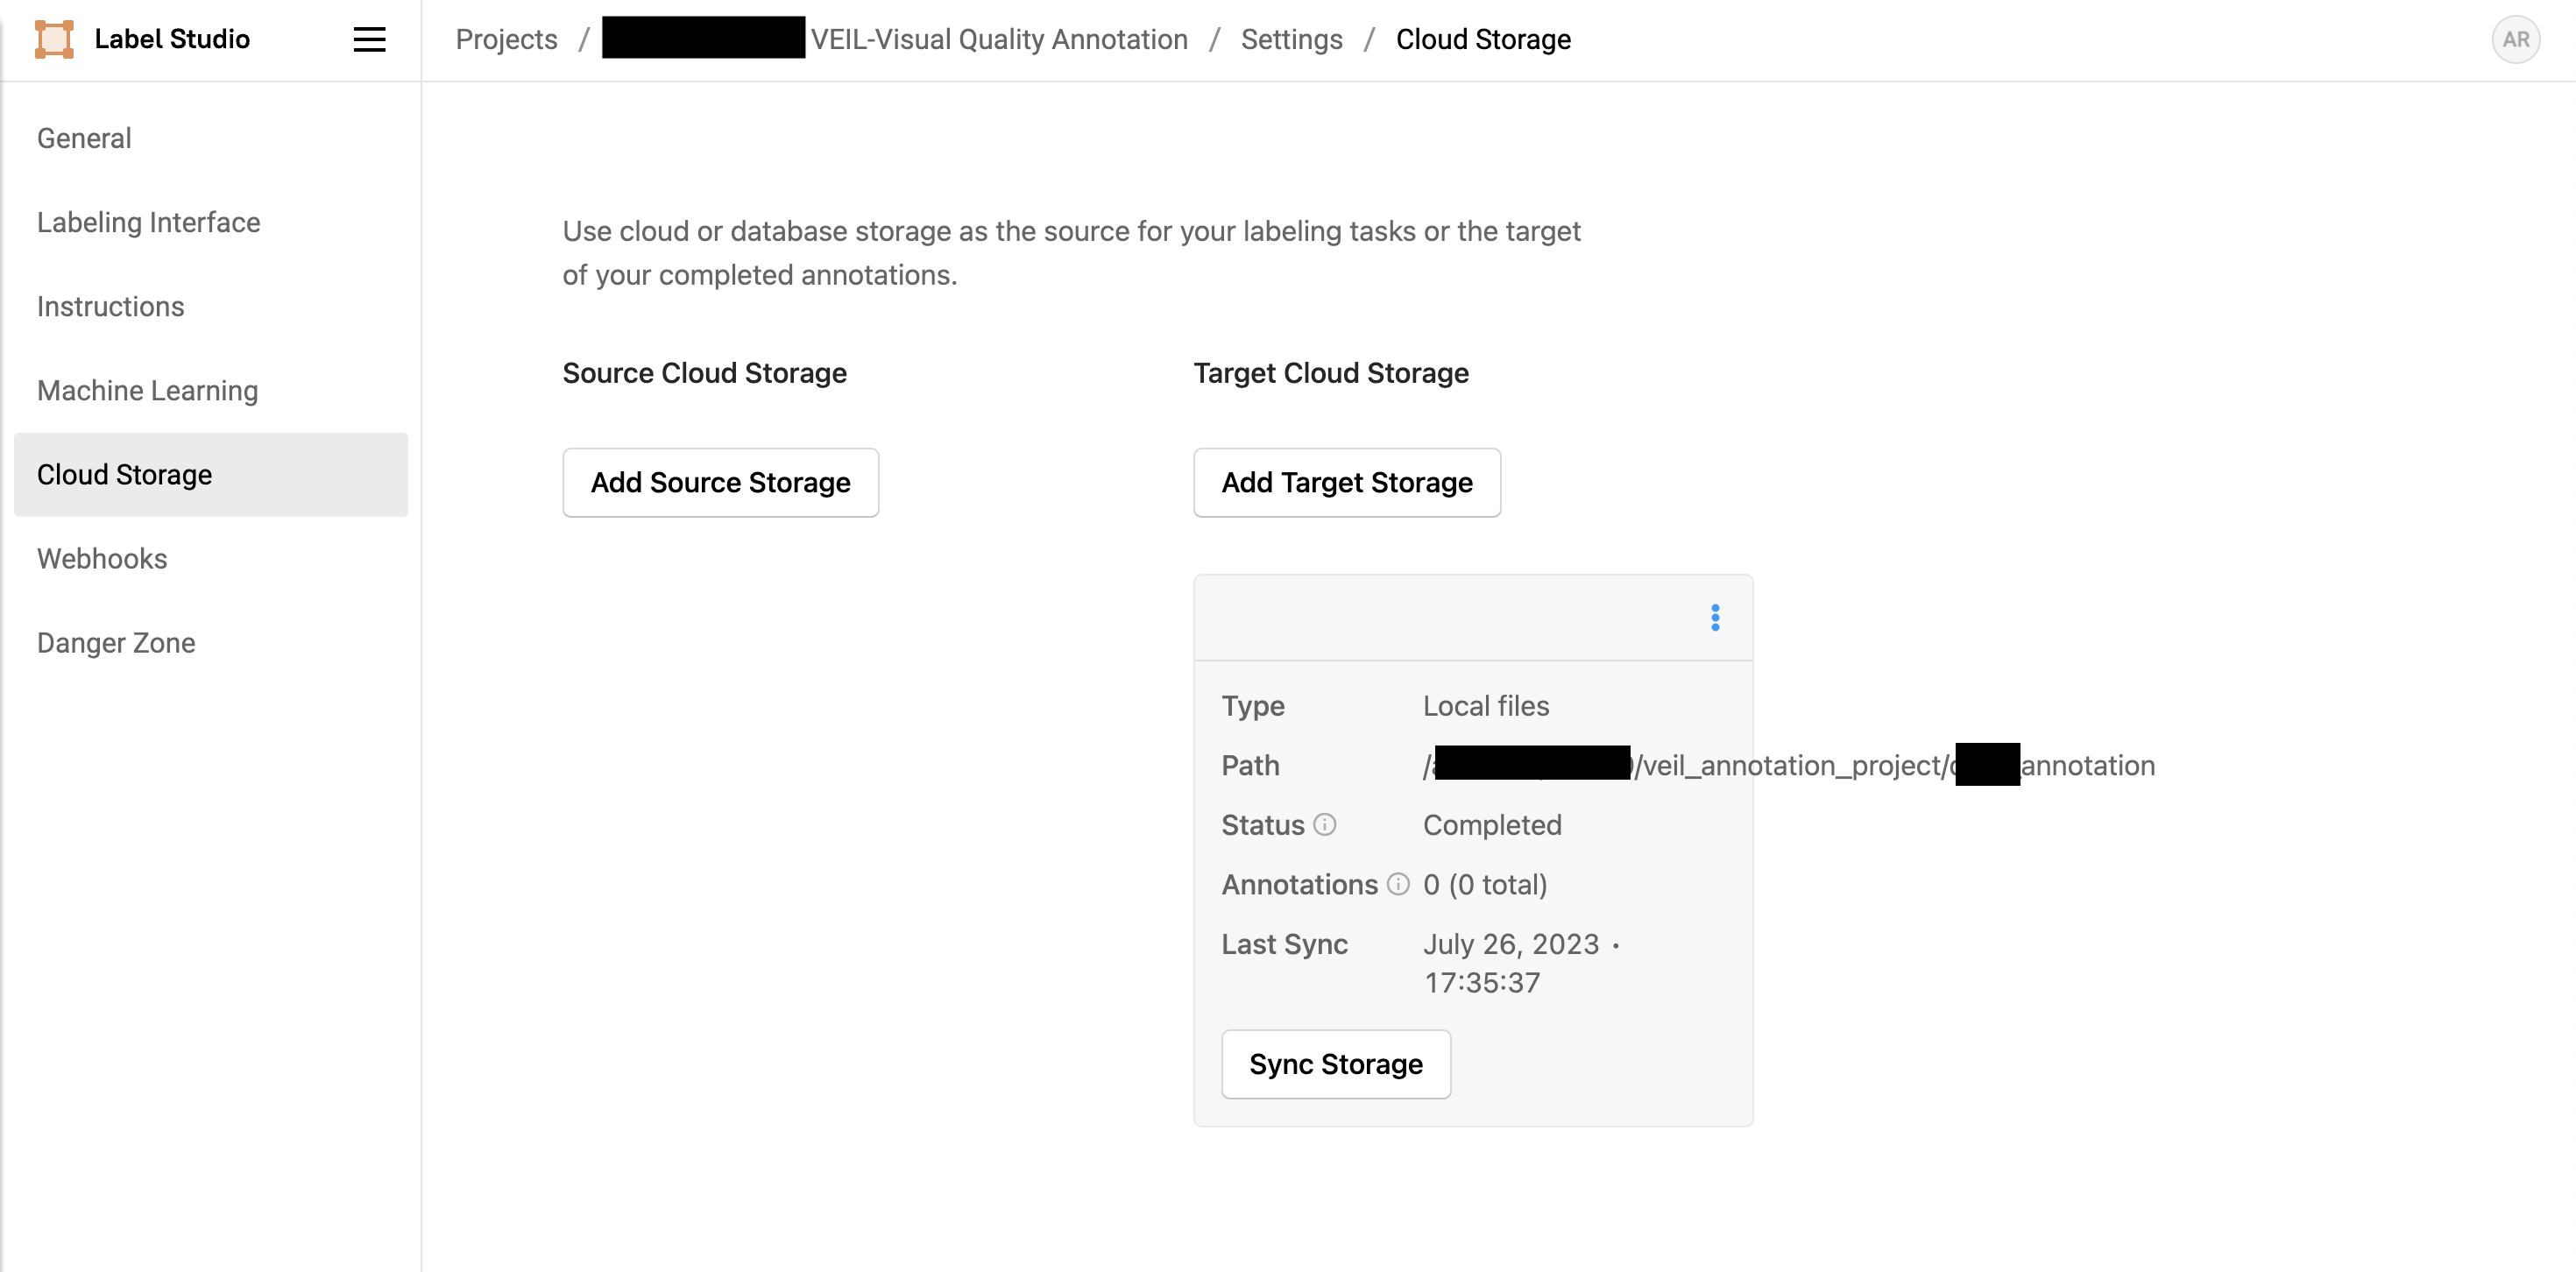 Label Studio
Projects / VEIL-Visual Quality Annotation / Settings / Cloud Storage
AR
General
Labeling Interface
Instructions
Machine Learning
Cloud Storage
Webhooks
Danger Zone
Use cloud or database storage as the source for your labeling tasks or the target
of your completed annotations.
Source Cloud Storage
Target Cloud Storage
Add Source Storage
Add Target Storage
Type Local files
Path /veil_annotation_project/ annotation
Status Completed
Annotations 0 (0 total)
Last Sync July 26, 2023 •
17:35:37
Sync Storage